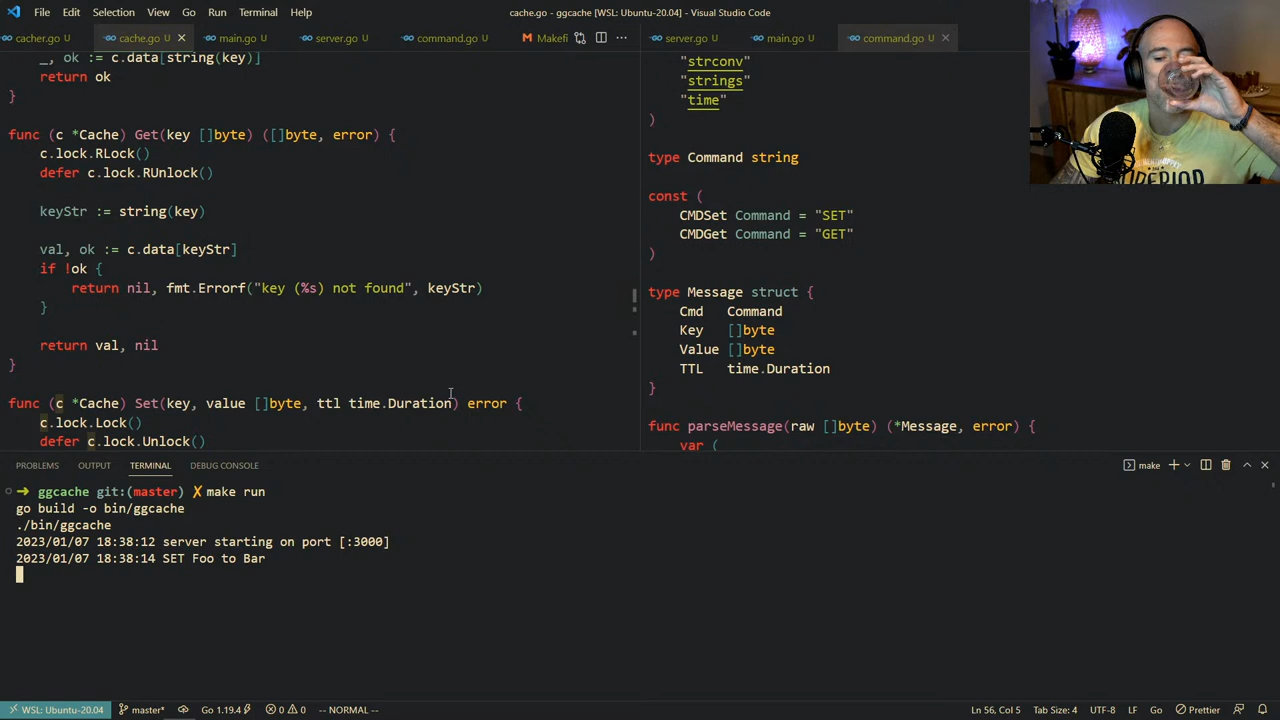 File Edit Selection View Go Run Terminal Help
cache.go - ggcache [WSL: Ubuntu-20.04] - Visual Studio Code
cacher.go U
cache.go U
main.go U
server.go U
command.go U
Makefi
server.go U
main.go U
command.go U
_, ok := c.data[string(key)]
return ok
}
func (c *Cache) Get(key []byte) ([]byte, error) {
c.lock.RLock()
defer c.lock.RUnlock()
keyStr := string(key)
val, ok := c.data[keyStr]
if !ok {
return nil, fmt.Errorf("key (%s) not found", keyStr)
}
return val, nil
}
func (c *Cache) Set(key, value []byte, ttl time.Duration) error {
c.lock.Lock()
defer c.lock.Unlock()
"strconv"
"strings"
"time"
)
type Command string
const (
CMDSet Command = "SET"
CMDGet Command = "GET"
)
type Message struct {
Cmd Command
Key []byte
Value []byte
TTL time.Duration
}
func parseMessage(raw []byte) (*Message, error) {
var (
SUPERIOR
PROBLEMS OUTPUT TERMINAL DEBUG CONSOLE
make
➜ ggcache git:(master) ✗ make run
go build -o bin/ggcache
./bin/ggcache
2023/01/07 18:38:12 server starting on port [:3000]
2023/01/07 18:38:14 SET Foo to Bar
WSL: Ubuntu-20.04 master* Go 1.19.4 0 0 -- NORMAL -- Ln 56, Col 5 Tab Size: 4 UTF-8 LF Go Prettier